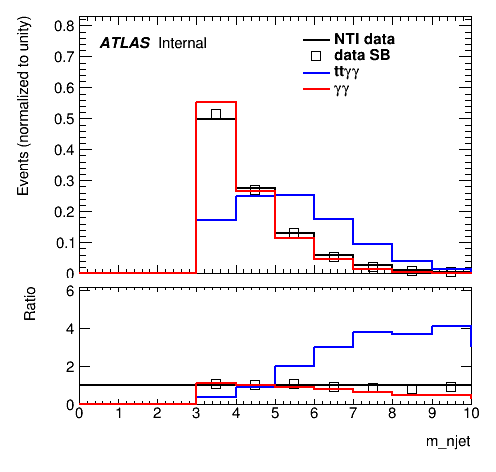 ATLAS Internal
NTI data
data SB
ttγγ
γγ
Events (normalized to unity)
0.8
0.7
0.6
0.5
0.4
0.3
0.2
0.1
0
Ratio
6
4
2
0
0 1 2 3 4 5 6 7 8 9 10
m_njet